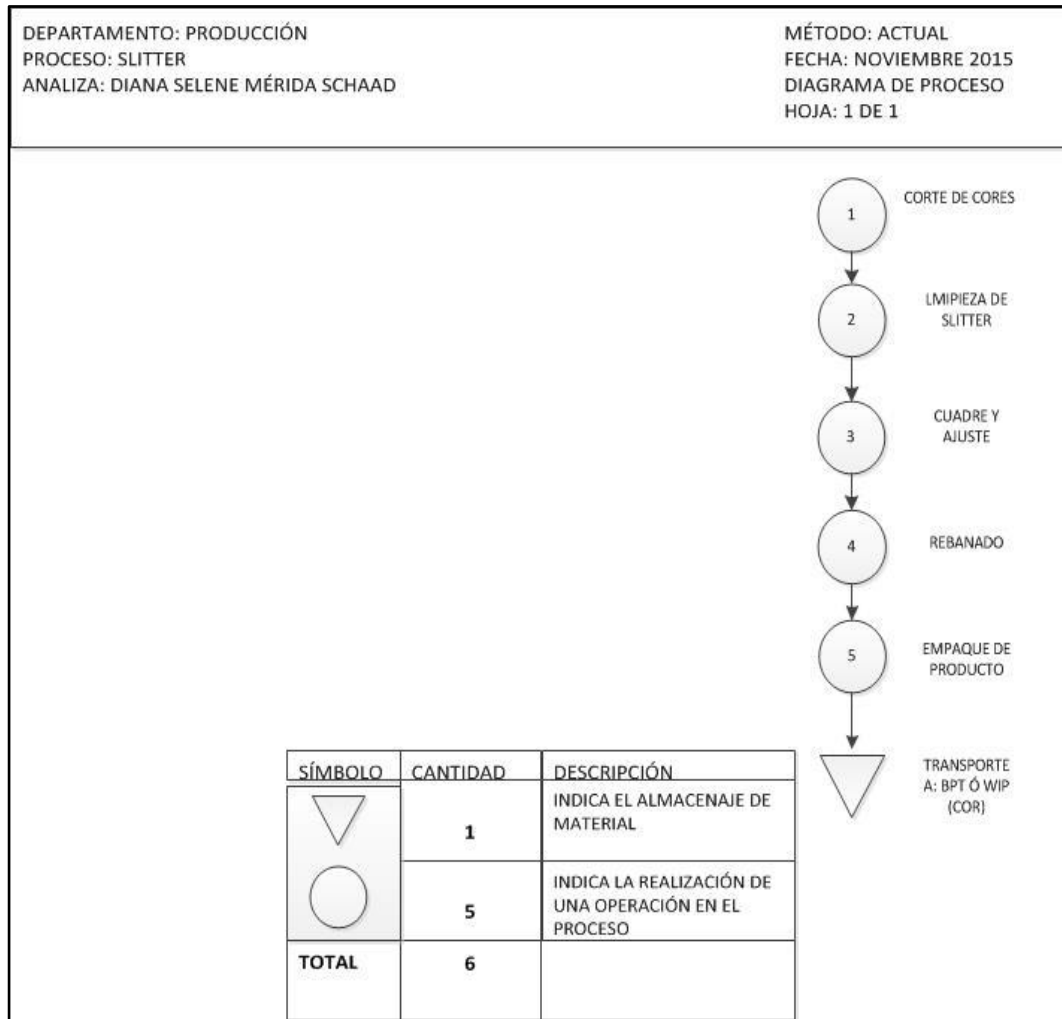 DEPARTAMENTO: PRODUCCIÓN
PROCESO: SLITTER
ANALIZA: DIANA SELENE MÉRIDA SCHAAD
MÉTODO: ACTUAL
FECHA: NOVIEMBRE 2015
DIAGRAMA DE PROCESO
HOJA: 1 DE 1
1
CORTE DE CORES
2
LMIPIEZA DE
SLITTER
3
CUADRE Y
AJUSTE
4
REBANADO
5
EMPAQUE DE
PRODUCTO
TRANSPORTE
A: BPT Ó WIP
(COR)
SÍMBOLO CANTIDAD DESCRIPCIÓN
1
INDICA EL ALMACENAJE DE
MATERIAL
5
INDICA LA REALIZACIÓN DE
UNA OPERACIÓN EN EL
PROCESO
TOTAL 6